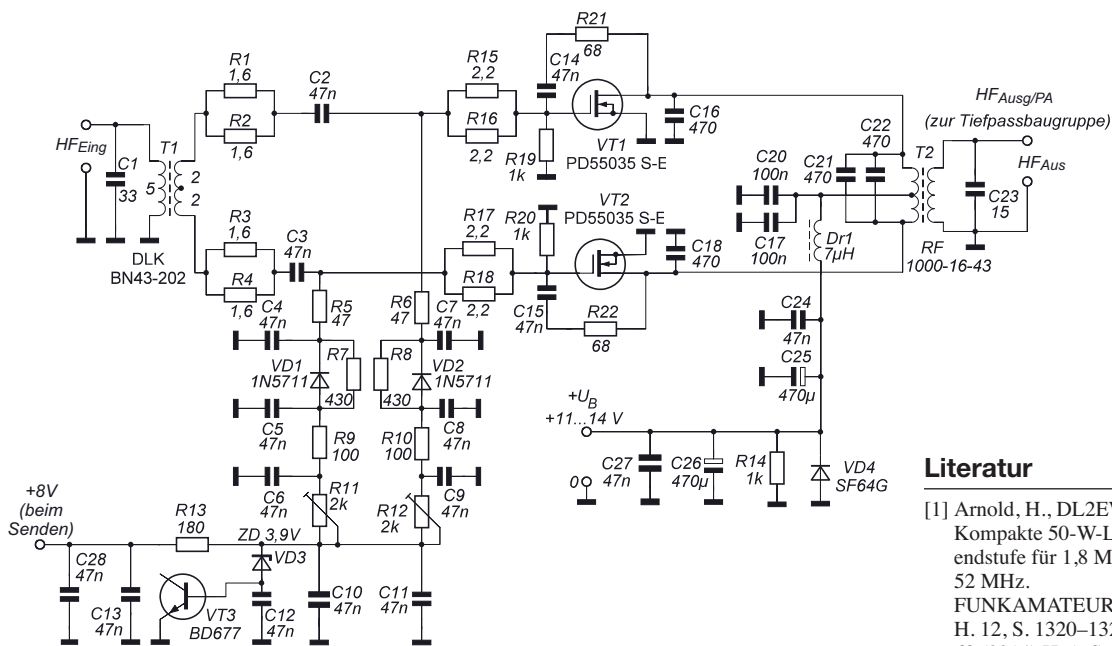 R1
1,6
R2
1,6
C2
47n
R15
2,2
R16
2,2
C14
47n
R21
68
VT1
PD55035 S-E
R19
1k
C16
470
HF Ausg/PA
(zur Tiefpassbaugruppe)
HF Aus
HF Eing
C1
33
T1
5
2
2
DLK
BN43-202
R3
1,6
R4
1,6
C3
47n
R17
2,2
R18
2,2
R20
1k
VT2
PD55035 S-E
C18
470
C15
47n
R22
68
C20
100n
C17
100n
C21
470
C22
470
T2
C23
15
RF
1000-16-43
Dr1
7µH
C24
47n
C25
470µ
C4
47n
R5
47
R6
47
C7
47n
R7
430
R8
430
VD1
1N5711
VD2
1N5711
C5
47n
C8
47n
R9
100
R10
100
C6
47n
R11
2k
R12
2k
C9
47n
+UB
+11...14 V
0
C27
47n
C26
470µ
R14
1k
VD4
SF64G
+8V
(beim
Senden)
R13
180
ZD 3,9V
VD3
C28
47n
C13
47n
VT3
BD677
C12
47n
C10
47n
C11
47n
Literatur
[1] Arnold, H., DL2EW
Kompakte 50-W-L
endstufe für 1,8 M
52 MHz.
FUNKAMATEUR
H. 12, S. 1320–132